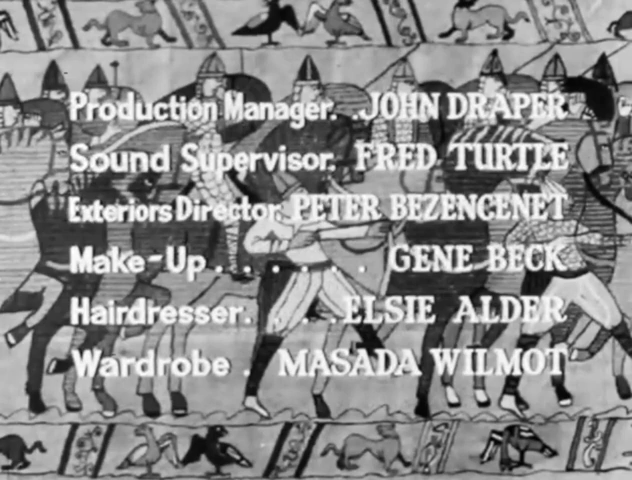 Production Manager. .JOHN DRAPER
Sound Supervisor. FRED TURTLE
Exteriors Director. PETER BEZENCENET
Make-Up . . . . . . GENE BECK
Hairdresser. . . .ELSIE ALDER
Wardrobe . MASADA WILMOT